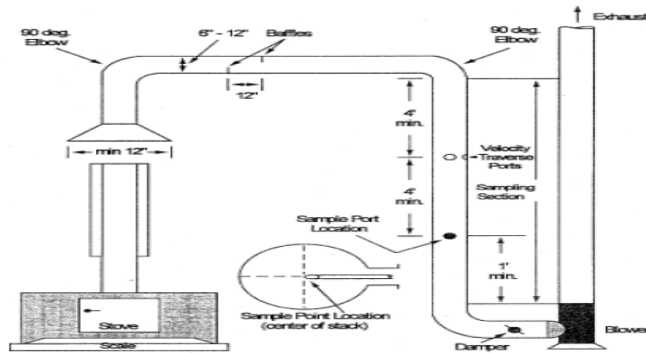 90 deg.
Elbow
6" - 12"
Baffles
90 deg.
Elbow
Exhaust
12"
min 12"
4'
min.
Velocity
Traverse
Ports
Sampling
Section
4'
min.
Sample Port
Location
1'
min.
Sample Point Location
(center of stack)
Stove
Scale
Damper
Blower